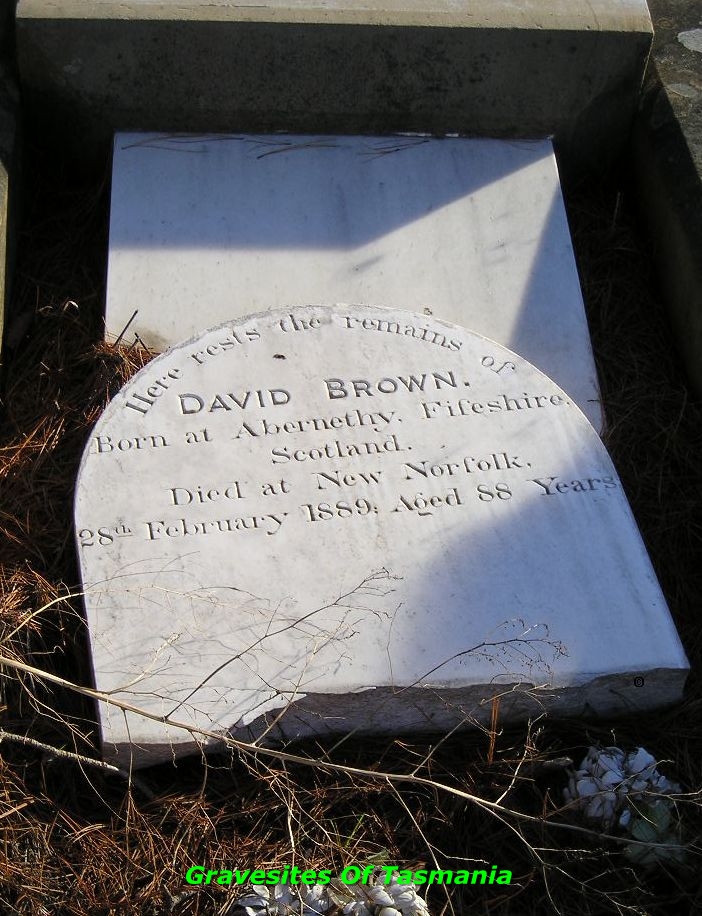 Here rests the remains of
DAVID BROWN.
Born at Abernethy, Fifeshire.
Scotland.
Died at New Norfolk,
28th February 1889, Aged 88 Years.
©
Gravesites Of Tasmania